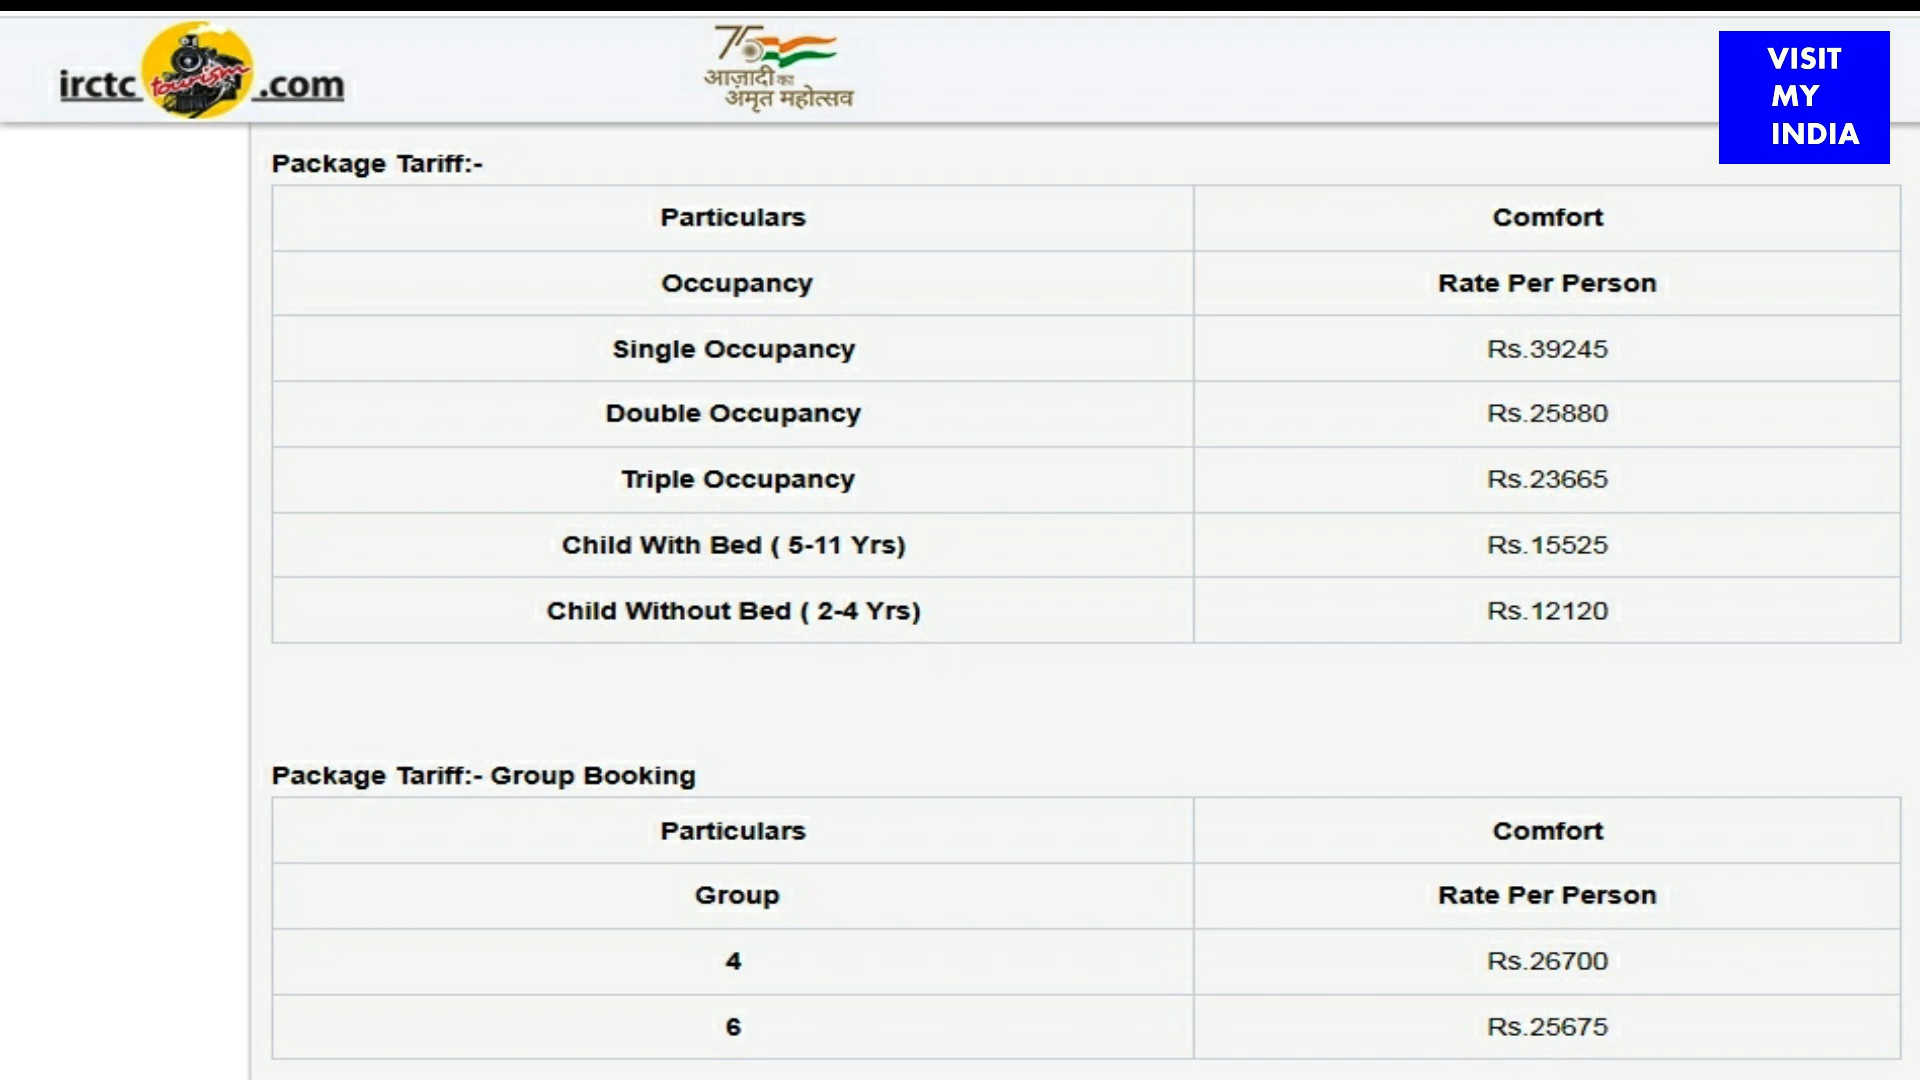 irctc tourism .com
75
आज़ादी का
अमृत महोत्सव
VISIT
MY
INDIA
Package Tariff:-
Particulars Comfort
Occupancy Rate Per Person
Single Occupancy Rs.39245
Double Occupancy Rs.25880
Triple Occupancy Rs.23665
Child With Bed ( 5-11 Yrs) Rs.15525
Child Without Bed ( 2-4 Yrs) Rs.12120
Package Tariff:- Group Booking
Particulars Comfort
Group Rate Per Person
4 Rs.26700
6 Rs.25675